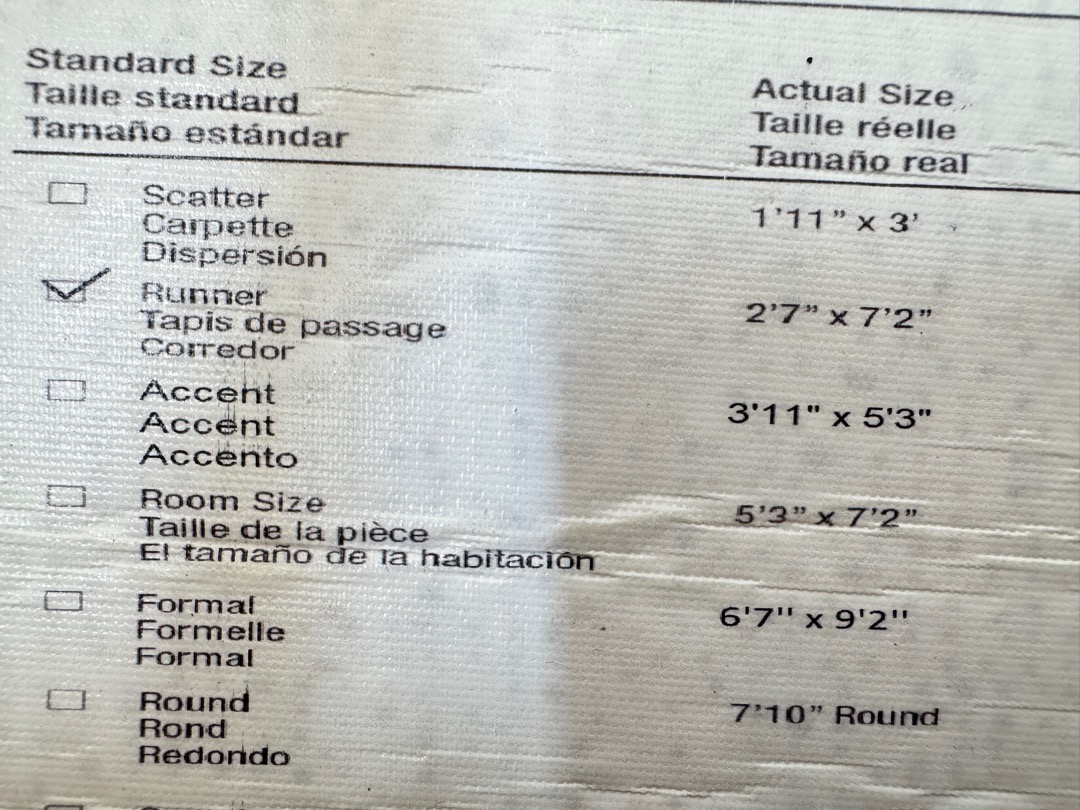 Standard Size
Taille standard
Tamaño estándar
Actual Size
Taille réelle
Tamaño real
Scatter
Carpette
Dispersión
1'11" x 3'
Runner
Tapis de passage
Corredor
2'7" x 7'2"
Accent
Accent
Accento
3'11" x 5'3"
Room Size
Taille de la pièce
El tamaño de la habitación
5'3" x 7'2"
Formal
Formelle
Formal
6'7'' x 9'2''
Round
Rond
Redondo
7'10" Round